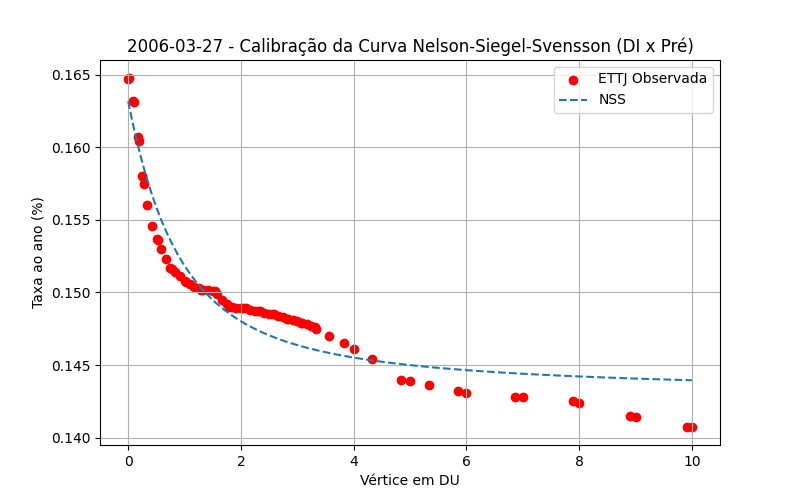 2006-03-27 - Calibração da Curva Nelson-Siegel-Svensson (DI x Pré)
ETTJ Observada
NSS
Taxa ao ano (%)
0.165
0.160
0.155
0.150
0.145
0.140
0 2 4 6 8 10
Vértice em DU